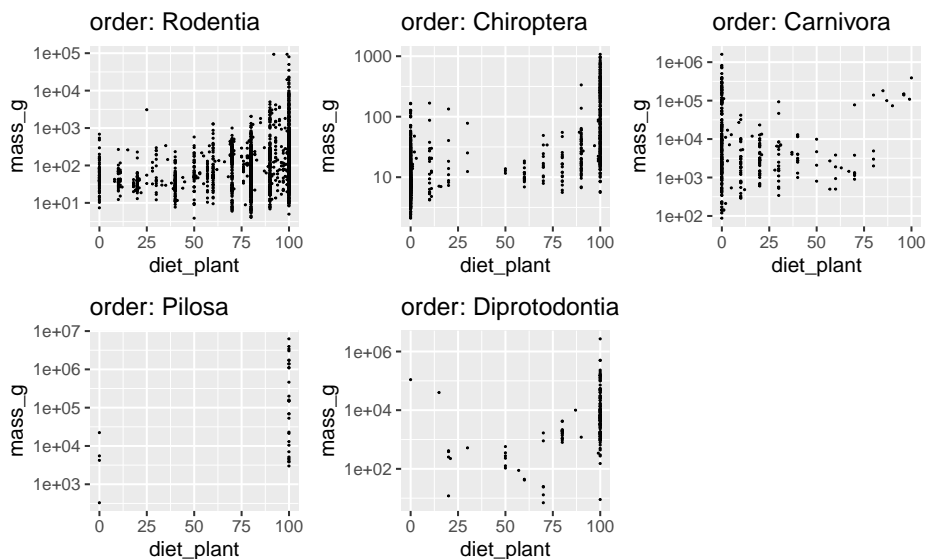 order: Rodentia
1e+05
1e+04
1e+03
1e+02
1e+01
mass_g
0 25 50 75 100
diet_plant
order: Chiroptera
1000
100
10
mass_g
0 25 50 75 100
diet_plant
order: Carnivora
1e+06
1e+05
1e+04
1e+03
1e+02
mass_g
0 25 50 75 100
diet_plant
order: Pilosa
1e+07
1e+06
1e+05
1e+04
1e+03
mass_g
0 25 50 75 100
diet_plant
order: Diprotodontia
1e+06
1e+04
1e+02
mass_g
0 25 50 75 100
diet_plant